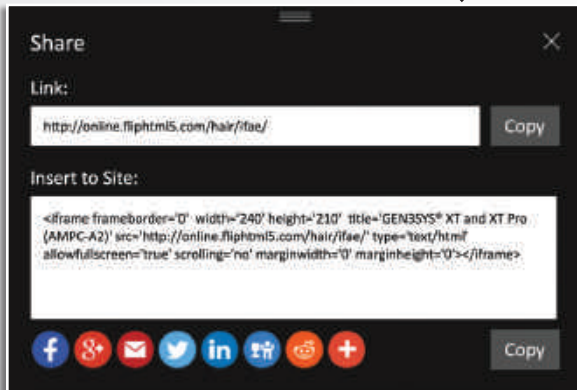 Share
Link:
http://online.fliphtml5.com/hair/ifae/
Copy
Insert to Site:
<iframe frameborder='0' width='240' height='210' title='GEN3SYS® XT and XT Pro
(AMPC-A2)' src='http://online.fliphtml5.com/hair/ifae/' type='text/html'
allowfullscreen='true' scrolling='no' marginwidth='0' marginheight='0'></iframe>
Copy